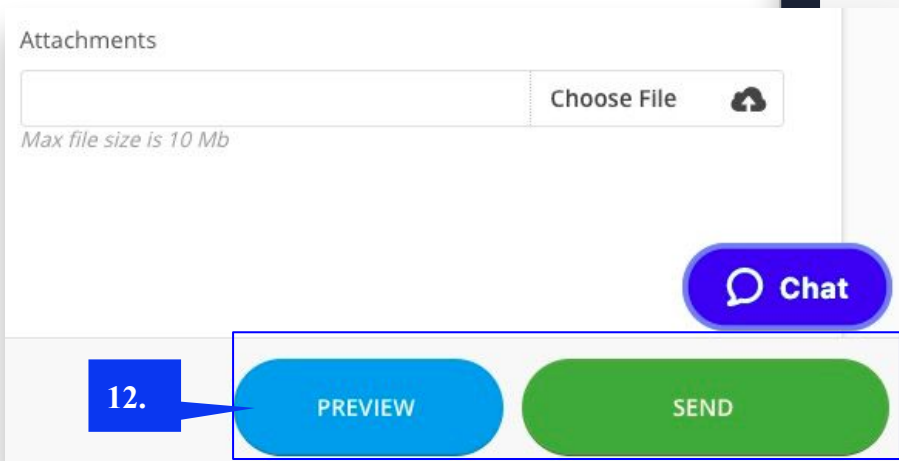 Attachments
Choose File
Max file size is 10 Mb
Chat
12.
PREVIEW
SEND